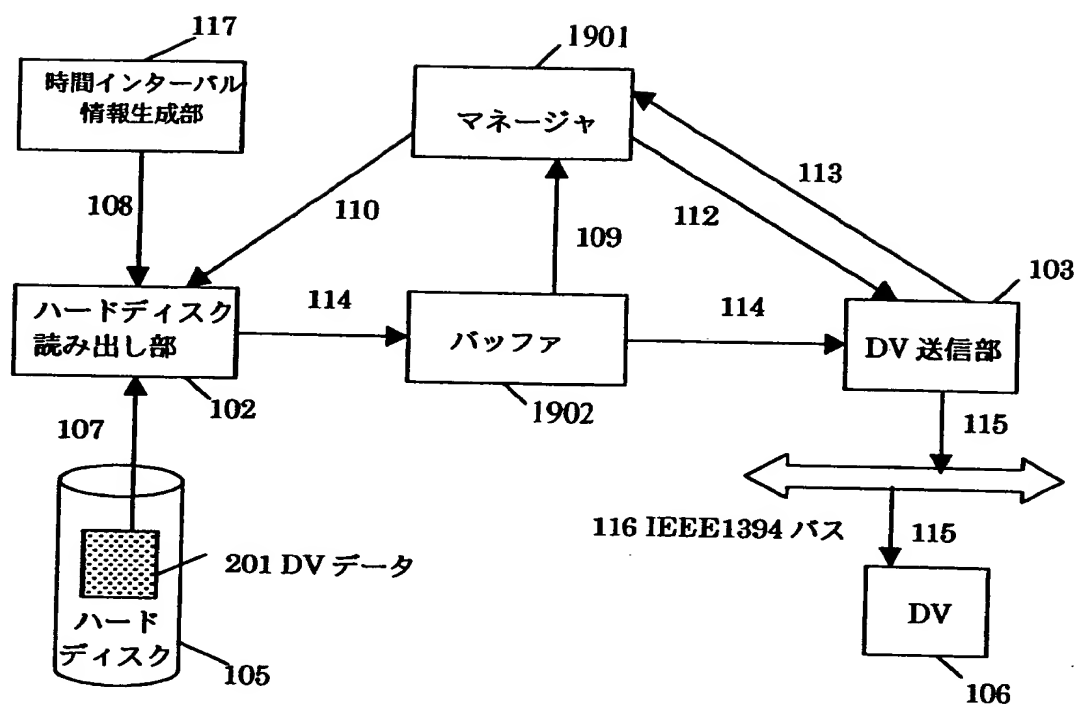 117
時間インターバル
情報生成部
1901
マネージャ
108
110
109
112
113
ハードディスク
読み出し部
102
114
バッファ
1902
114
103
DV 送信部
107
115
116 IEEE1394 バス
115
201 DV データ
ハード
ディスク
105
DV
106